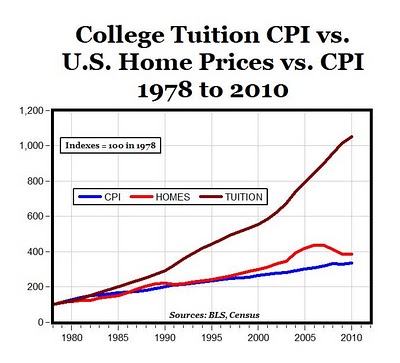 College Tuition CPI vs.
U.S. Home Prices vs. CPI
1978 to 2010
1,200
Indexes = 100 in 1978
1,000
800
CPI HOMES TUITION
600
400
200
Sources: BLS, Census
0
1980 1985 1990 1995 2000 2005 2010